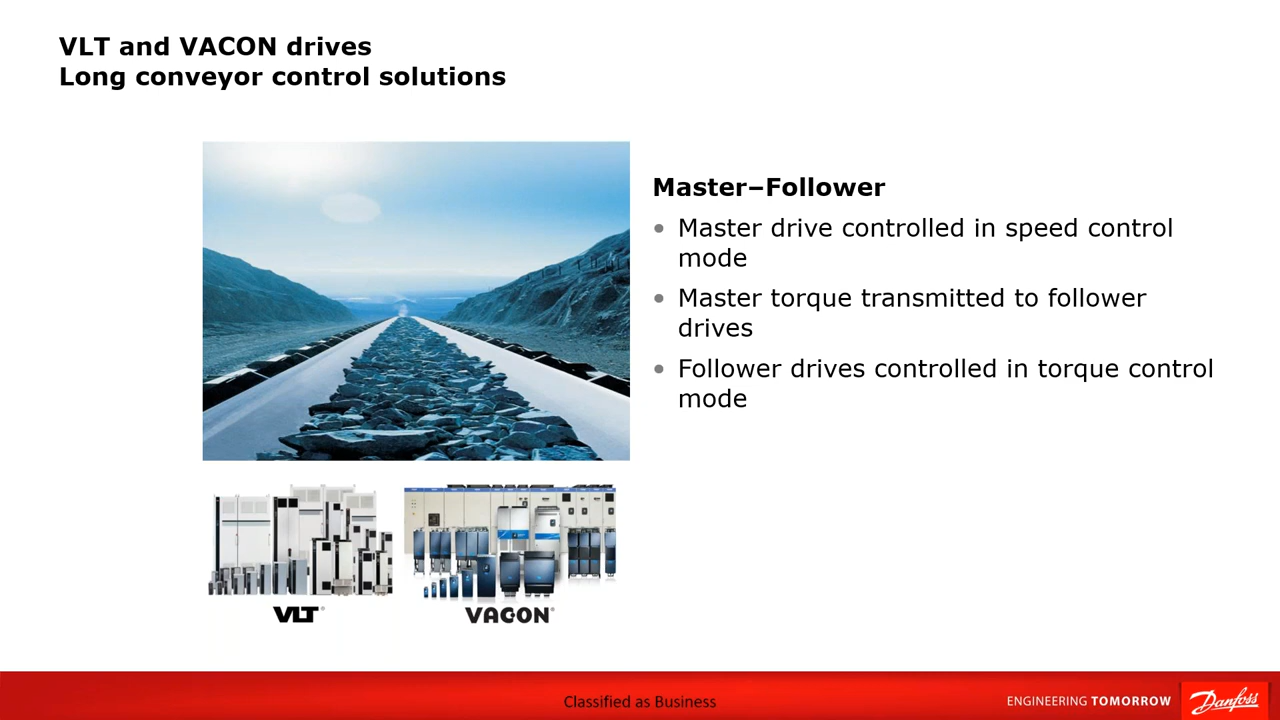 VLT and VACON drives
Long conveyor control solutions
Master–Follower
• Master drive controlled in speed control
mode
• Master torque transmitted to follower
drives
• Follower drives controlled in torque control
mode
VLT®
VACON®
Classified as Business
ENGINEERING TOMORROW
Danfoss